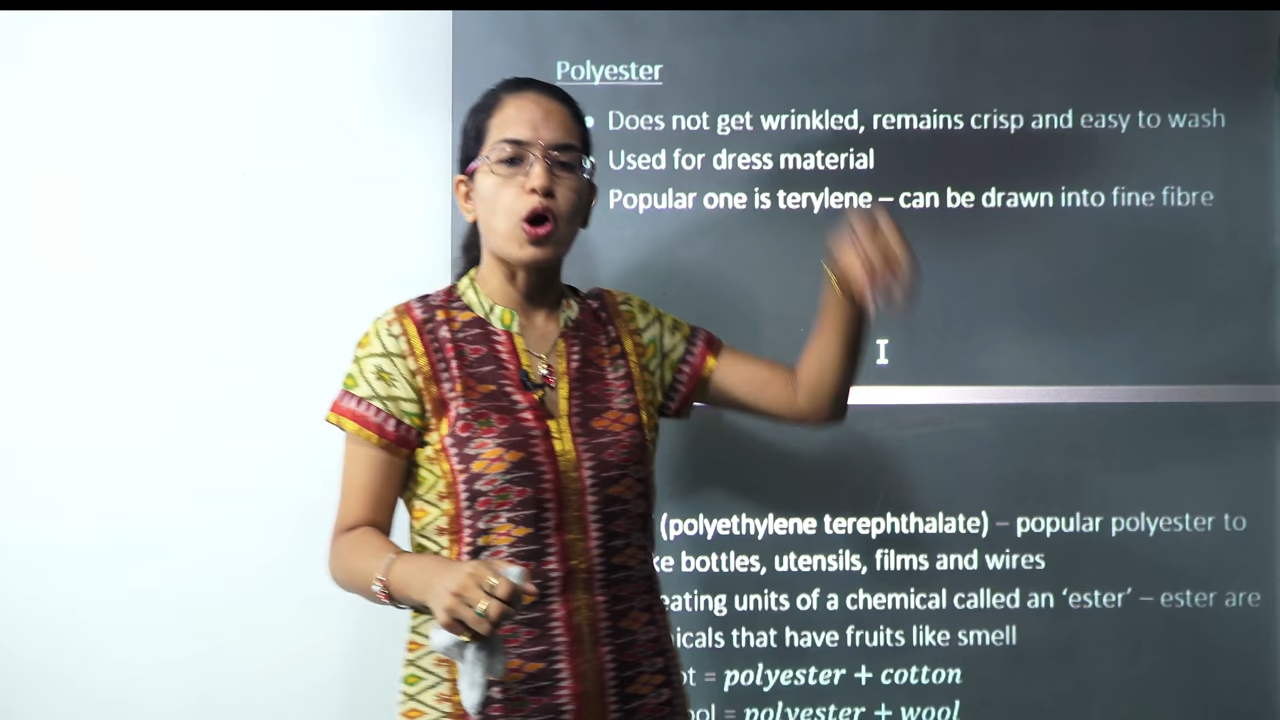 Polyester
Does not get wrinkled, remains crisp and easy to wash
Used for dress material
Popular one is terylene – can be drawn into fine fibre
(polyethylene terephthalate) – popular polyester to
bottles, utensils, films and wires
units of a chemical called an ‘ester’ – ester are
that have fruits like smell
= polyester + cotton
= polyester + wool